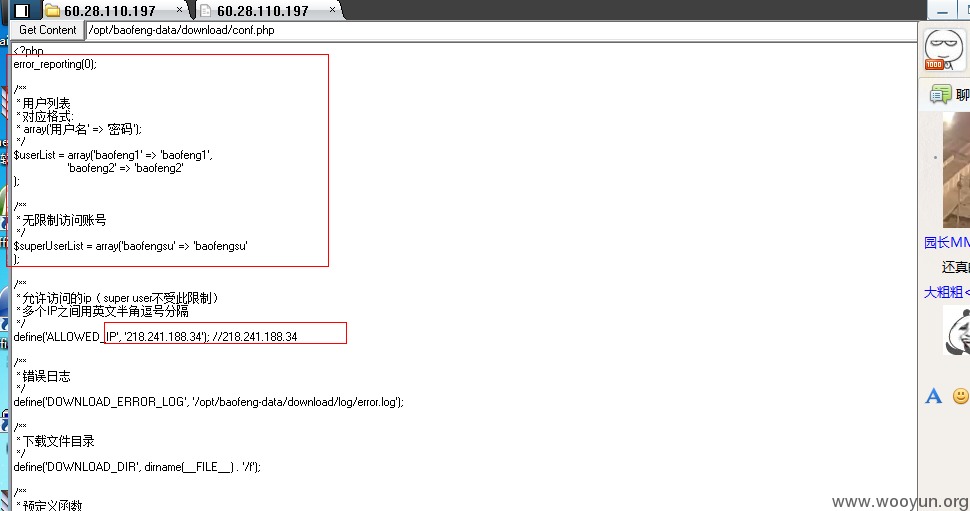 60.28.110.197
60.28.110.197
Get Content /opt/baofeng-data/download/conf.php
<?php
error_reporting(0);
/**
* 用户列表
* 对应格式:
* array('用户名' => '密码');
*/
$userList = array('baofeng1' => 'baofeng1',
'baofeng2' => 'baofeng2'
);
/**
* 无限制访问账号
*/
$superUserList = array('baofengsu' => 'baofengsu'
);
/**
* 允许访问的ip（super user不受此限制）
* 多个IP之间用英文半角逗号分隔
*/
define('ALLOWED_IP', '218.241.188.34'); //218.241.188.34
/**
* 错误日志
*/
define('DOWNLOAD_ERROR_LOG', '/opt/baofeng-data/download/log/error.log');
/**
* 下载文件目录
*/
define('DOWNLOAD_DIR', dirname(__FILE__) . '/f');
/**
* 预定义函数
1000
聊
园长MM
还真
大粗粗<
A
www.wooyun.org